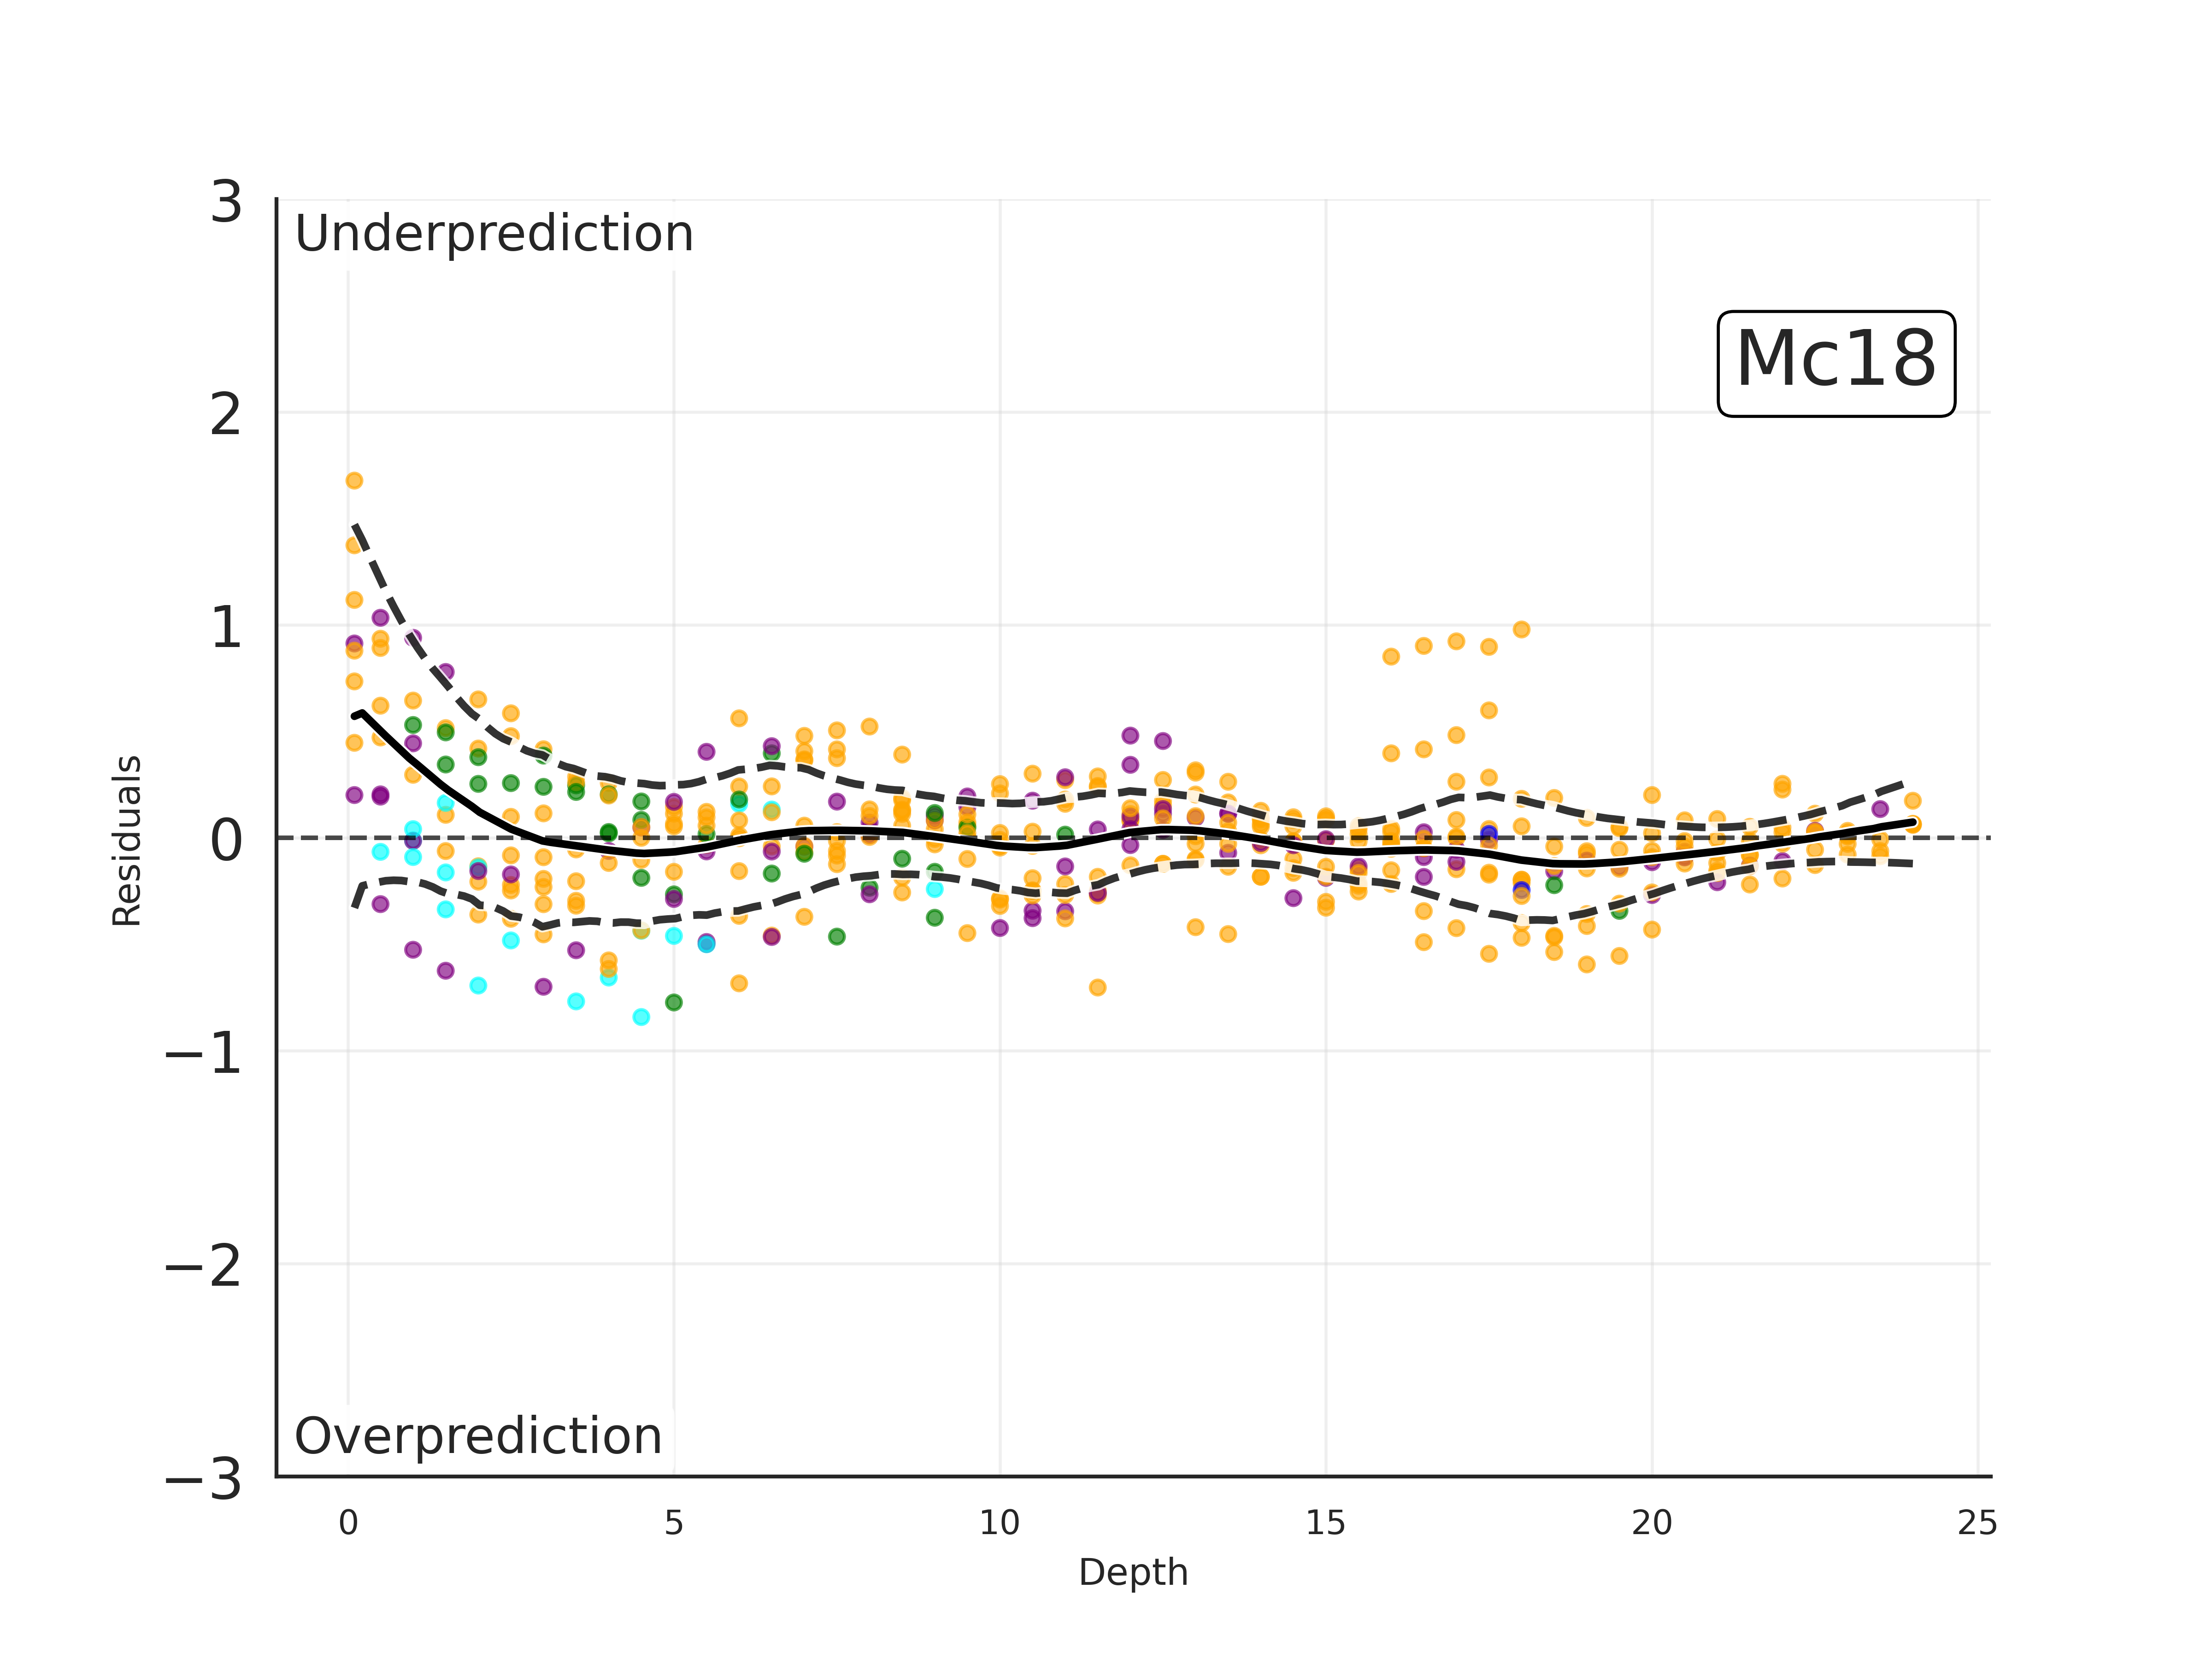 3
Underprediction
Mc18
2
1
Residuals
0
−1
−2
Overprediction
−3
0 5 10 15 20 25
Depth